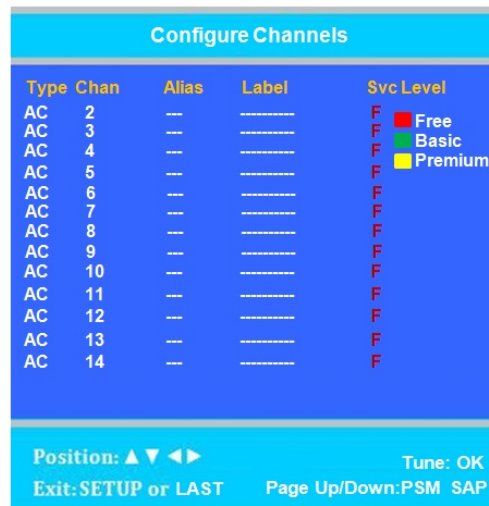 Configure Channels
Type Chan Alias Label Svc Level
AC 2 --- ---------- F
AC 3 --- ---------- F
AC 4 --- ---------- F
AC 5 --- ---------- F
AC 6 --- ---------- F
AC 7 --- ---------- F
AC 8 --- ---------- F
AC 9 --- ---------- F
AC 10 --- ---------- F
AC 11 --- ---------- F
AC 12 --- ---------- F
AC 13 --- ---------- F
AC 14 --- ---------- F
Free
Basic
Premium
Position: ▲ ▼ ◀ ▶ Tune: OK
Exit: SETUP or LAST Page Up/Down:PSM SAP